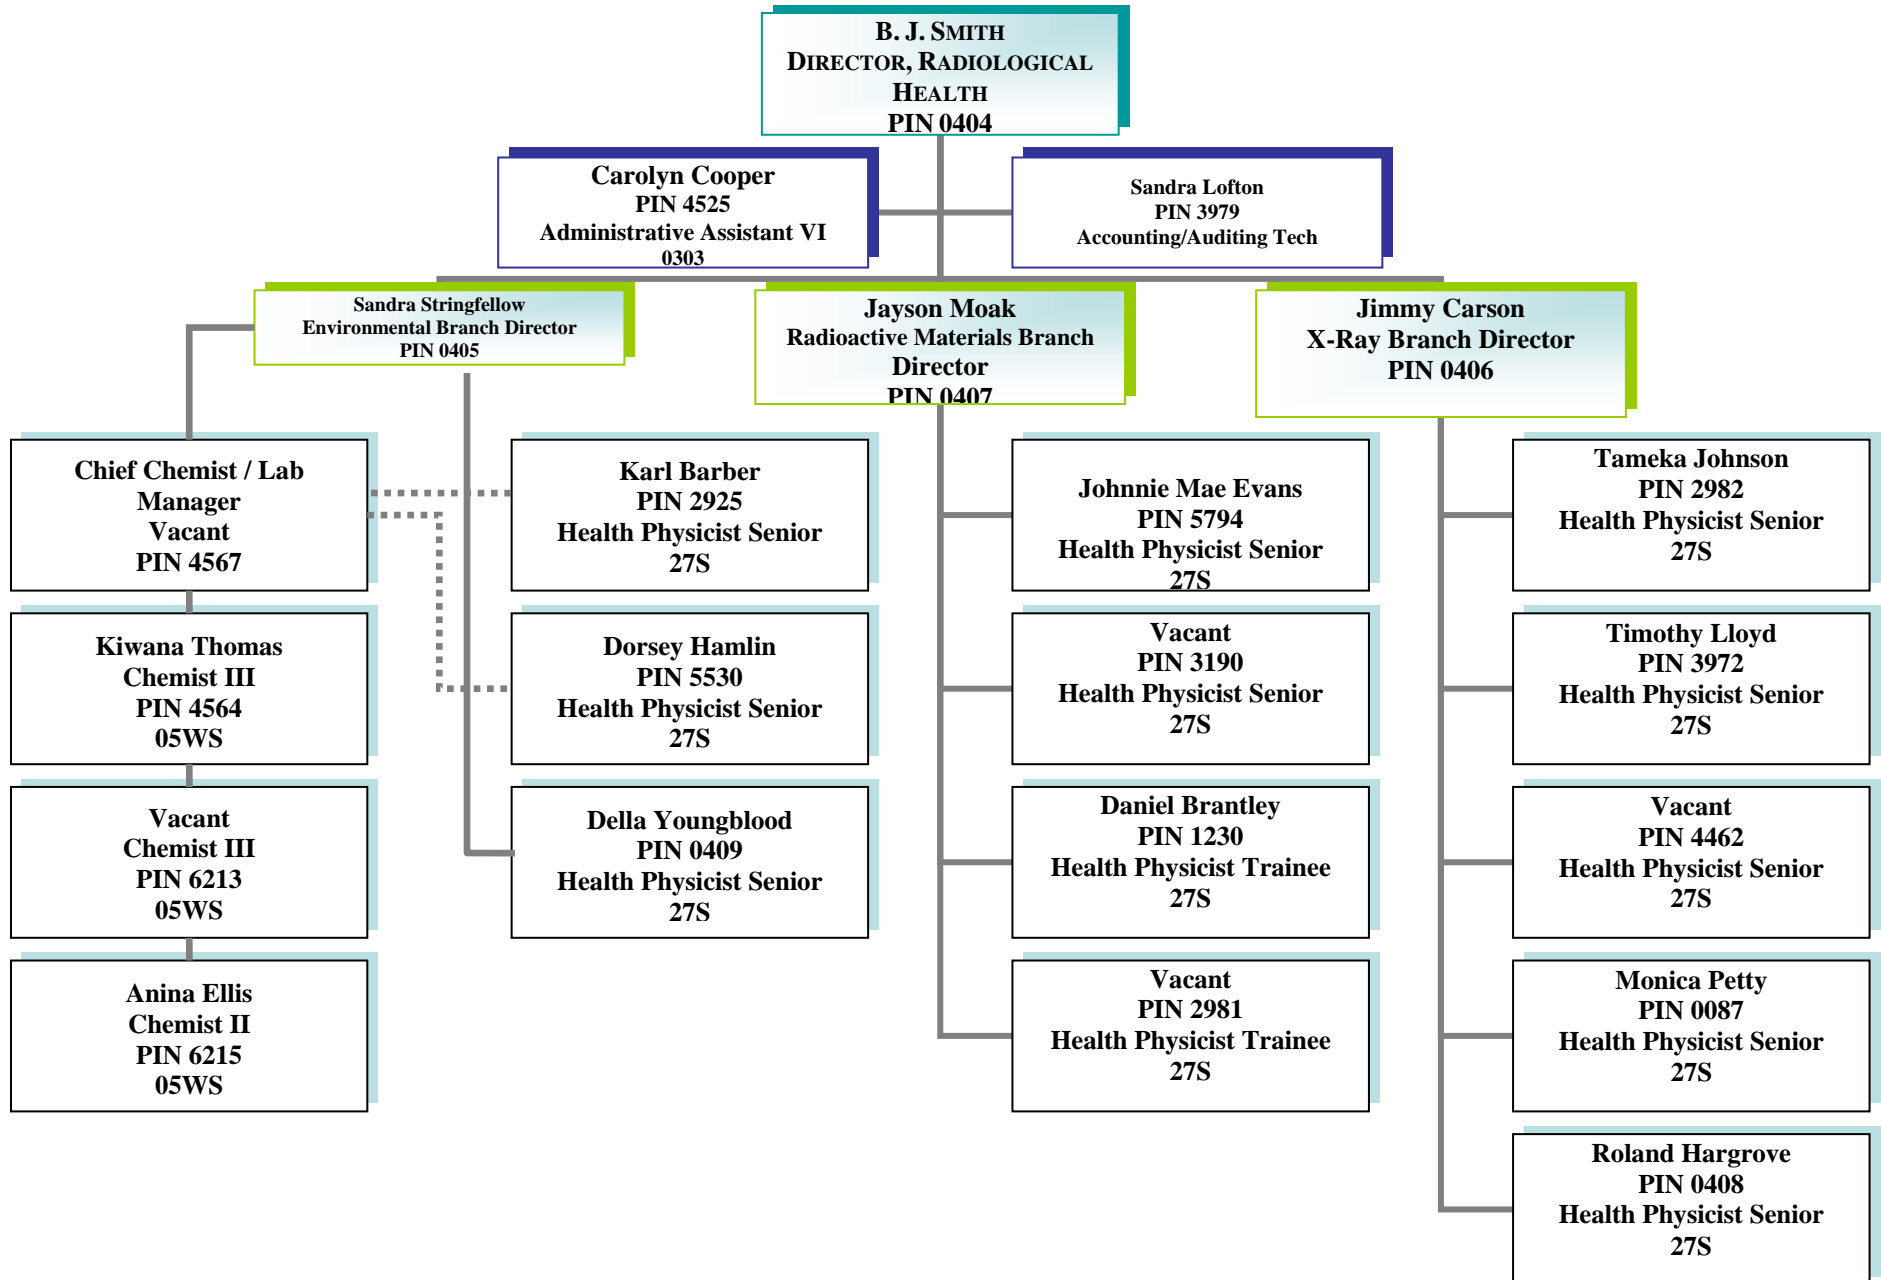 B. J. SMITH
DIRECTOR, RADIOLOGICAL
HEALTH
PIN 0404
Carolyn Cooper
PIN 4525
Administrative Assistant VI
0303
Sandra Lofton
PIN 3979
Accounting/Auditing Tech
Sandra Stringfellow
Environmental Branch Director
PIN 0405
Jayson Moak
Radioactive Materials Branch
Director
PIN 0407
Jimmy Carson
X-Ray Branch Director
PIN 0406
Chief Chemist / Lab
Manager
Vacant
PIN 4567
Kiwana Thomas
Chemist III
PIN 4564
05WS
Vacant
Chemist III
PIN 6213
05WS
Anina Ellis
Chemist II
PIN 6215
05WS
Karl Barber
PIN 2925
Health Physicist Senior
27S
Dorsey Hamlin
PIN 5530
Health Physicist Senior
27S
Della Youngblood
PIN 0409
Health Physicist Senior
27S
Johnnie Mae Evans
PIN 5794
Health Physicist Senior
27S
Vacant
PIN 3190
Health Physicist Senior
27S
Daniel Brantley
PIN 1230
Health Physicist Trainee
27S
Vacant
PIN 2981
Health Physicist Trainee
27S
Tameka Johnson
PIN 2982
Health Physicist Senior
27S
Timothy Lloyd
PIN 3972
Health Physicist Senior
27S
Vacant
PIN 4462
Health Physicist Senior
27S
Monica Petty
PIN 0087
Health Physicist Senior
27S
Roland Hargrove
PIN 0408
Health Physicist Senior
27S